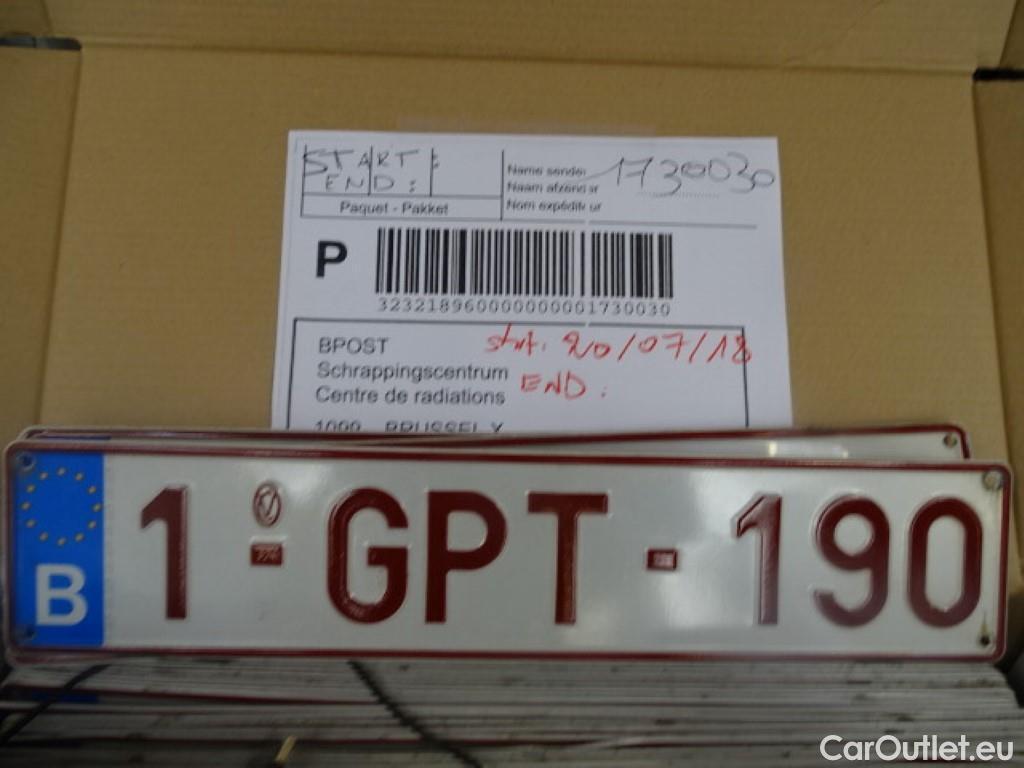 START:
END:
Paquet - Pakket
Name sender
Naam afzender
Nom expéditeur
1730030
P
32321896000000000001730030
BPOST
Schrappingscentrum
Centre de radiations
start: 20/07/18
END:
1000 BRUSSEL X
B
1-GPT-190
CarOutlet.eu